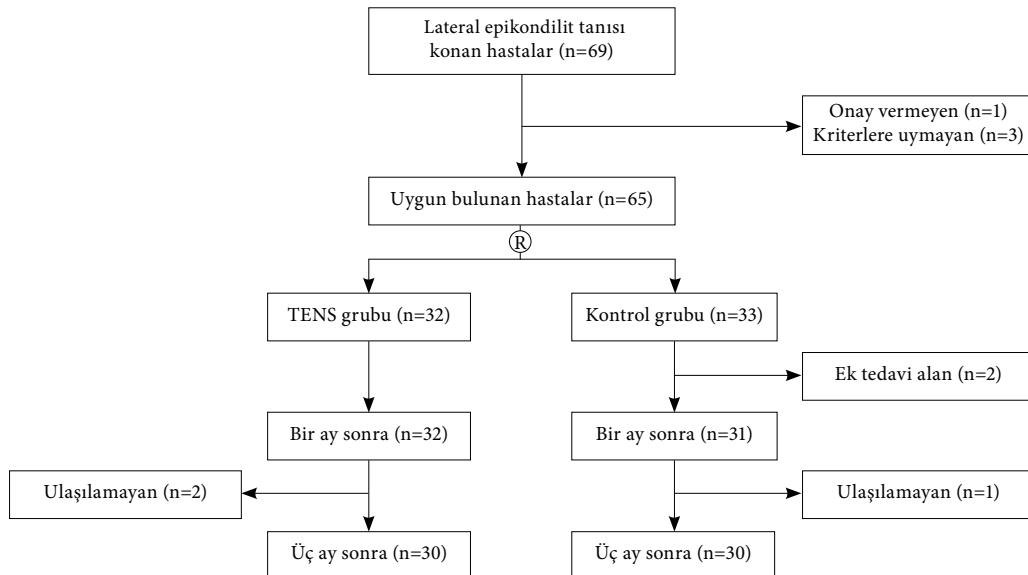 Lateral epikondilit tanısı
konan hastalar (n=69)
Onay vermeyen (n=1)
Kriterlere uymayan (n=3)
Uygun bulunan hastalar (n=65)
R
TENS grubu (n=32)
Kontrol grubu (n=33)
Ek tedavi alan (n=2)
Bir ay sonra (n=32)
Bir ay sonra (n=31)
Ulaşılamayan (n=2)
Ulaşılamayan (n=1)
Üç ay sonra (n=30)
Üç ay sonra (n=30)